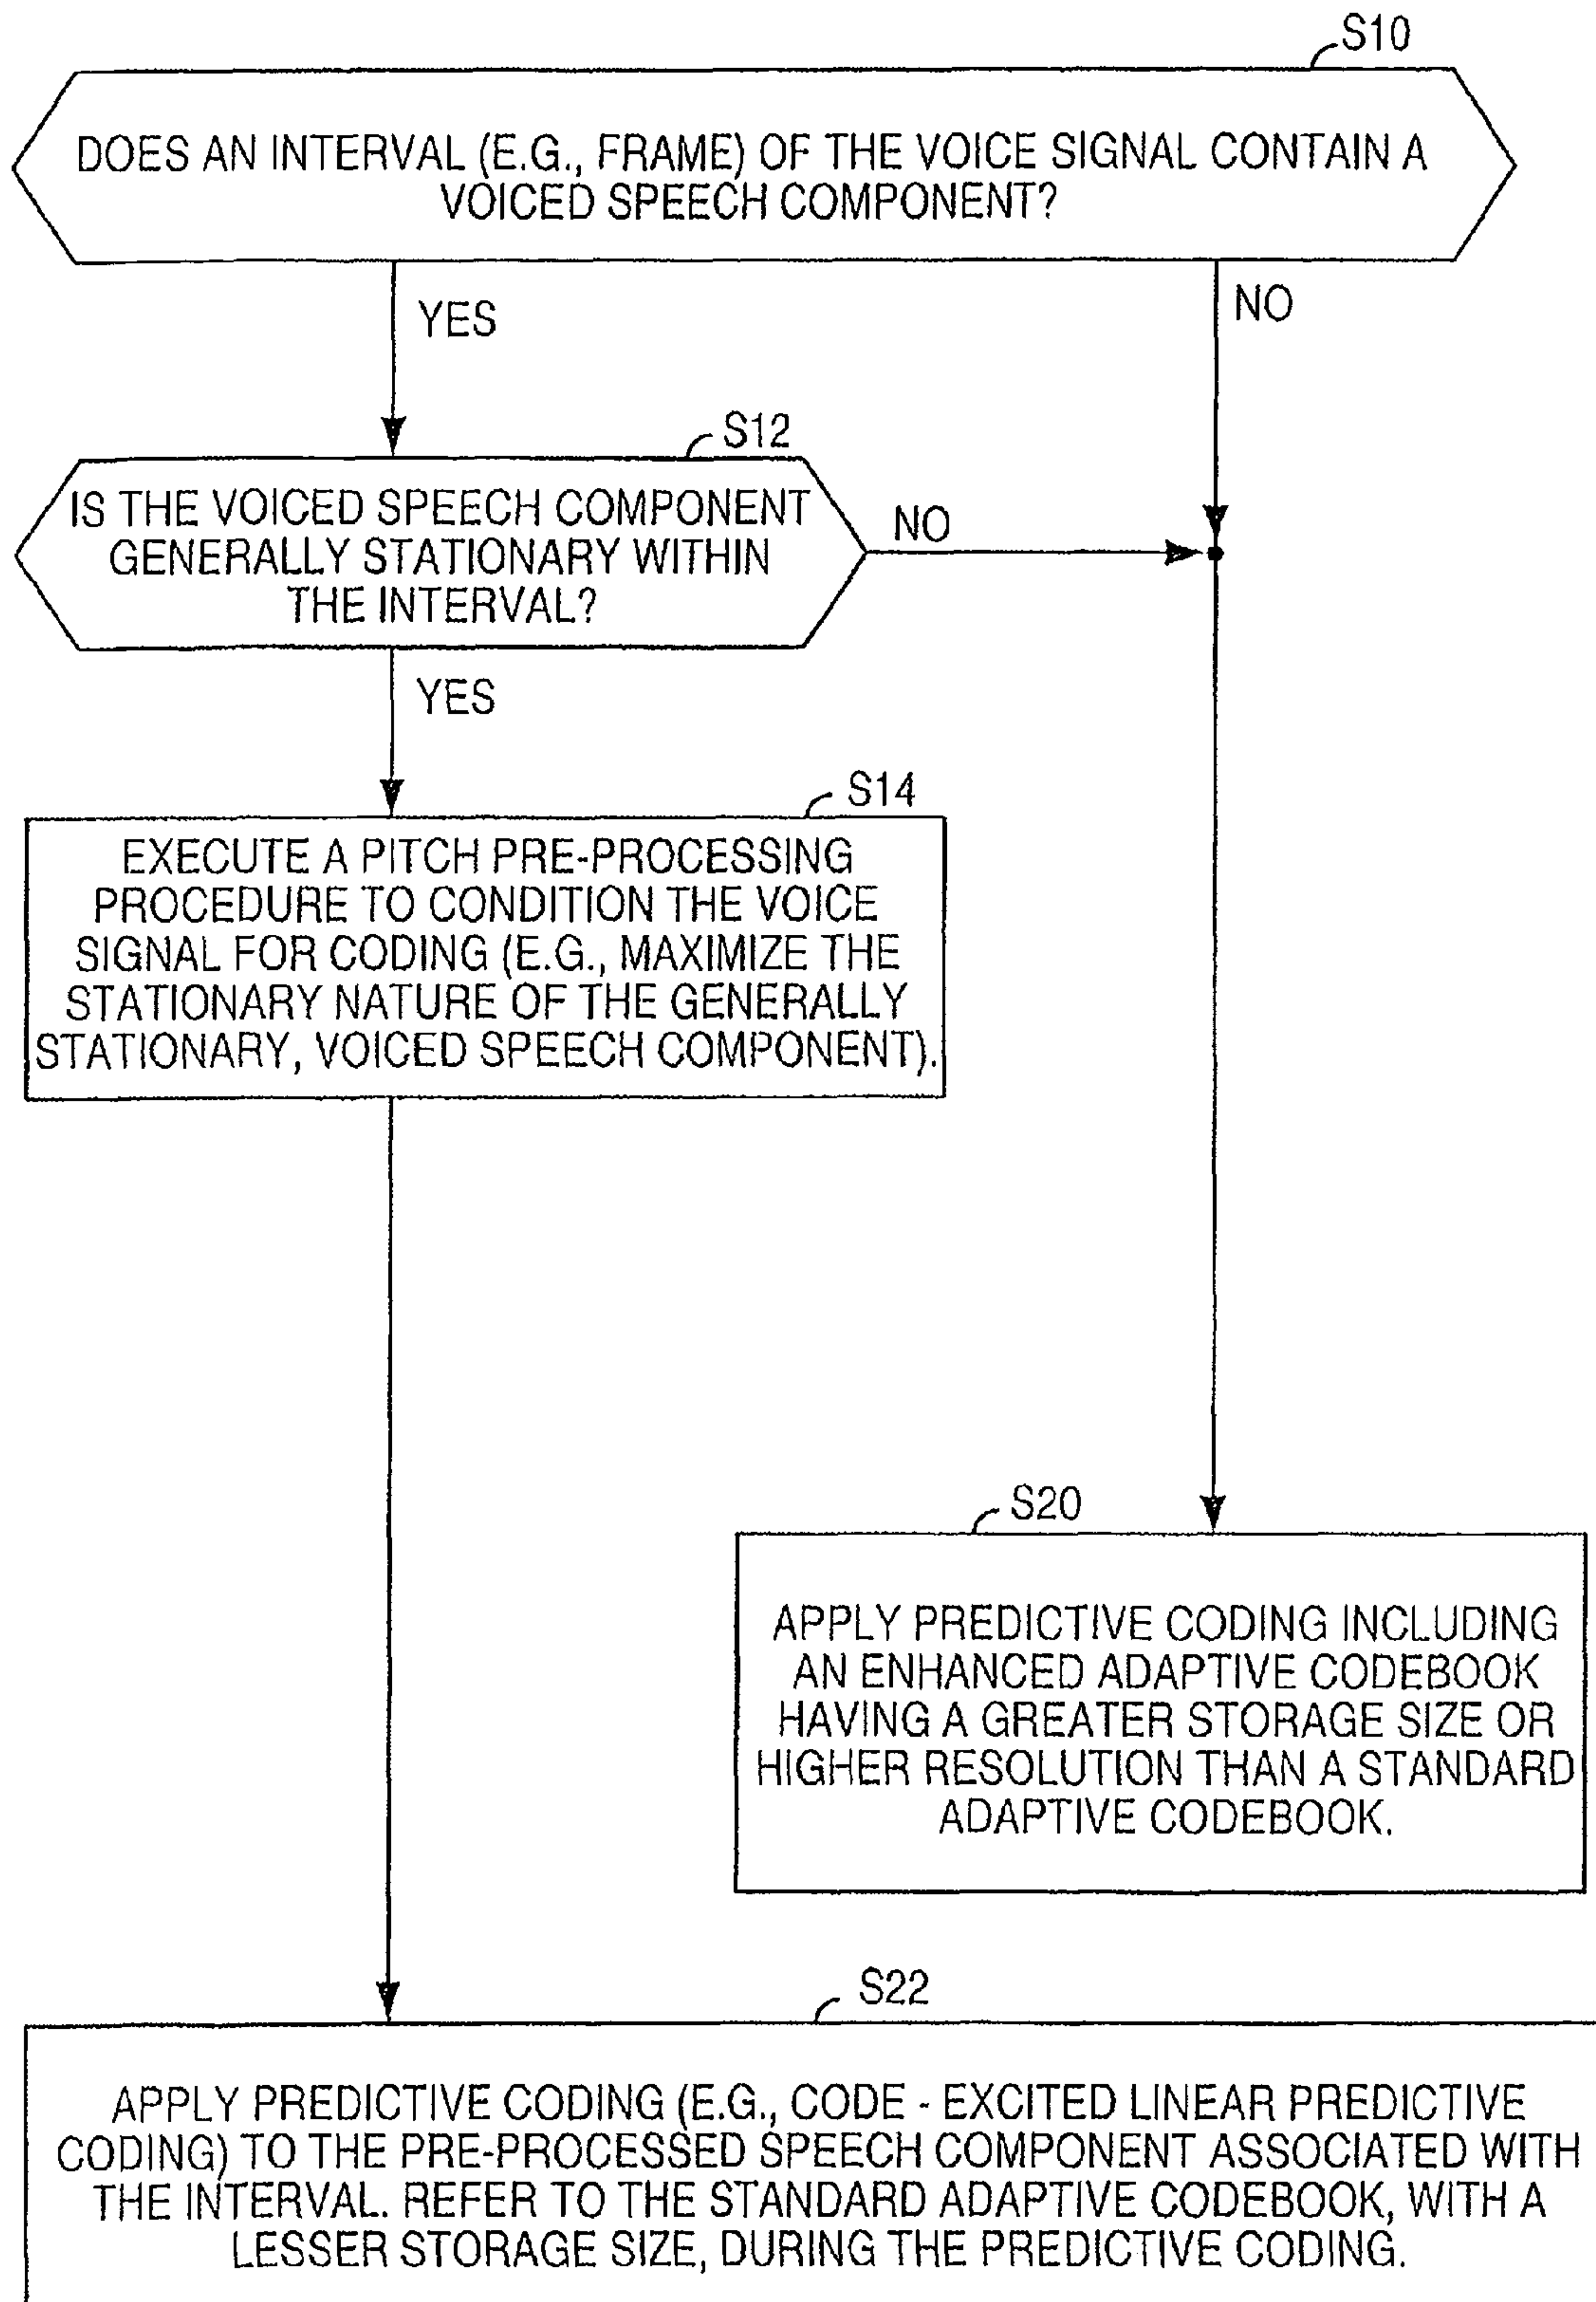 S10
DOES AN INTERVAL (E.G., FRAME) OF THE VOICE SIGNAL CONTAIN A
VOICED SPEECH COMPONENT?
YES
NO
S12
IS THE VOICED SPEECH COMPONENT
GENERALLY STATIONARY WITHIN
THE INTERVAL?
NO
YES
S14
EXECUTE A PITCH PRE-PROCESSING
PROCEDURE TO CONDITION THE VOICE
SIGNAL FOR CODING (E.G., MAXIMIZE THE
STATIONARY NATURE OF THE GENERALLY
STATIONARY, VOICED SPEECH COMPONENT).
S20
APPLY PREDICTIVE CODING INCLUDING
AN ENHANCED ADAPTIVE CODEBOOK
HAVING A GREATER STORAGE SIZE OR
HIGHER RESOLUTION THAN A STANDARD
ADAPTIVE CODEBOOK.
S22
APPLY PREDICTIVE CODING (E.G., CODE - EXCITED LINEAR PREDICTIVE
CODING) TO THE PRE-PROCESSED SPEECH COMPONENT ASSOCIATED WITH
THE INTERVAL. REFER TO THE STANDARD ADAPTIVE CODEBOOK, WITH A
LESSER STORAGE SIZE, DURING THE PREDICTIVE CODING.